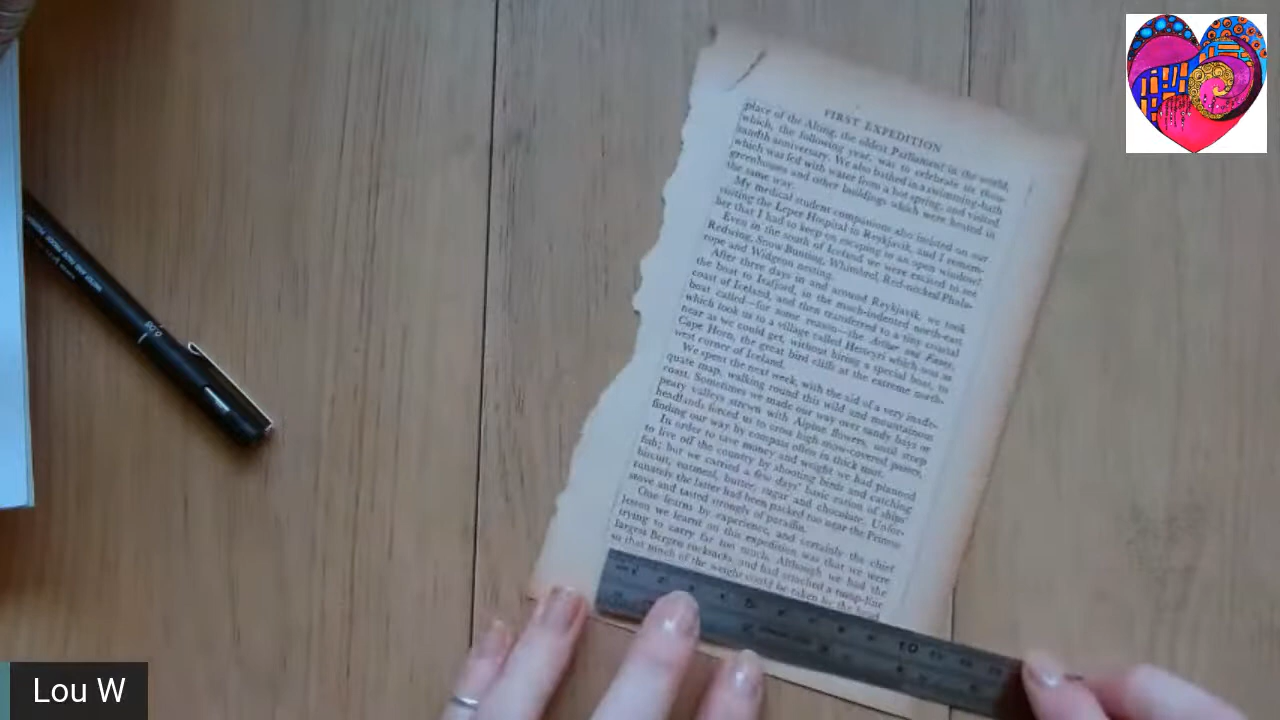 FIRST EXPEDITION
place of the Alting, the oldest Parliament in the world,
which, the following year, was to celebrate its thou-
sandth anniversary. We also bathed in a swimming-bath
which was fed with water from a hot spring, and visited
greenhouses and other buildings which were heated in
the same way.
My medical student companions also insisted on our
visiting the Leper Hospital in Reykjavik, and I remem-
ber that I had to keep on escaping to an open window!
Even in the south of Iceland we were excited to see
Redwing, Snow Bunting, Whimbrel, Red-necked Phala-
rope and Widgeon nesting.
After three days in and around Reykjavik, we took
the boat to Isafjord, in the much-indented north-east
coast of Iceland, and then transferred to a tiny coastal
boat called—for some reason—the
which took us to a village called Hesteyri which was as
near as we could get, without hiring a special boat, to
Cape Horn, the great bird cliffs at the extreme north-
west corner of Iceland.
We spent the next week, with the aid of a very inade-
quate map, walking round this wild and mountainous
coast. Sometimes we made our way over sandy bays or
peaty valleys strewn with Alpine flowers, until steep
headlands forced us to cross high snow-covered passes,
finding our way by compass often in thick mist.
In order to save money and weight we had planned
to live off the country by shooting birds and catching
fish; but we carried a few days' basic ration of ships'
biscuit, oatmeal, butter, sugar and chocolate. Unfor-
tunately the latter had been packed too near the Primus
stove and tasted strongly of paraffin.
One learns by experience, and certainly the chief
lesson we learnt on this expedition was that we were
trying to carry far too much. Although we had the
largest Bergen rucksacks, and had attached a tump-line
so that much of the weight could be taken by the head
10
0.50
Lou W